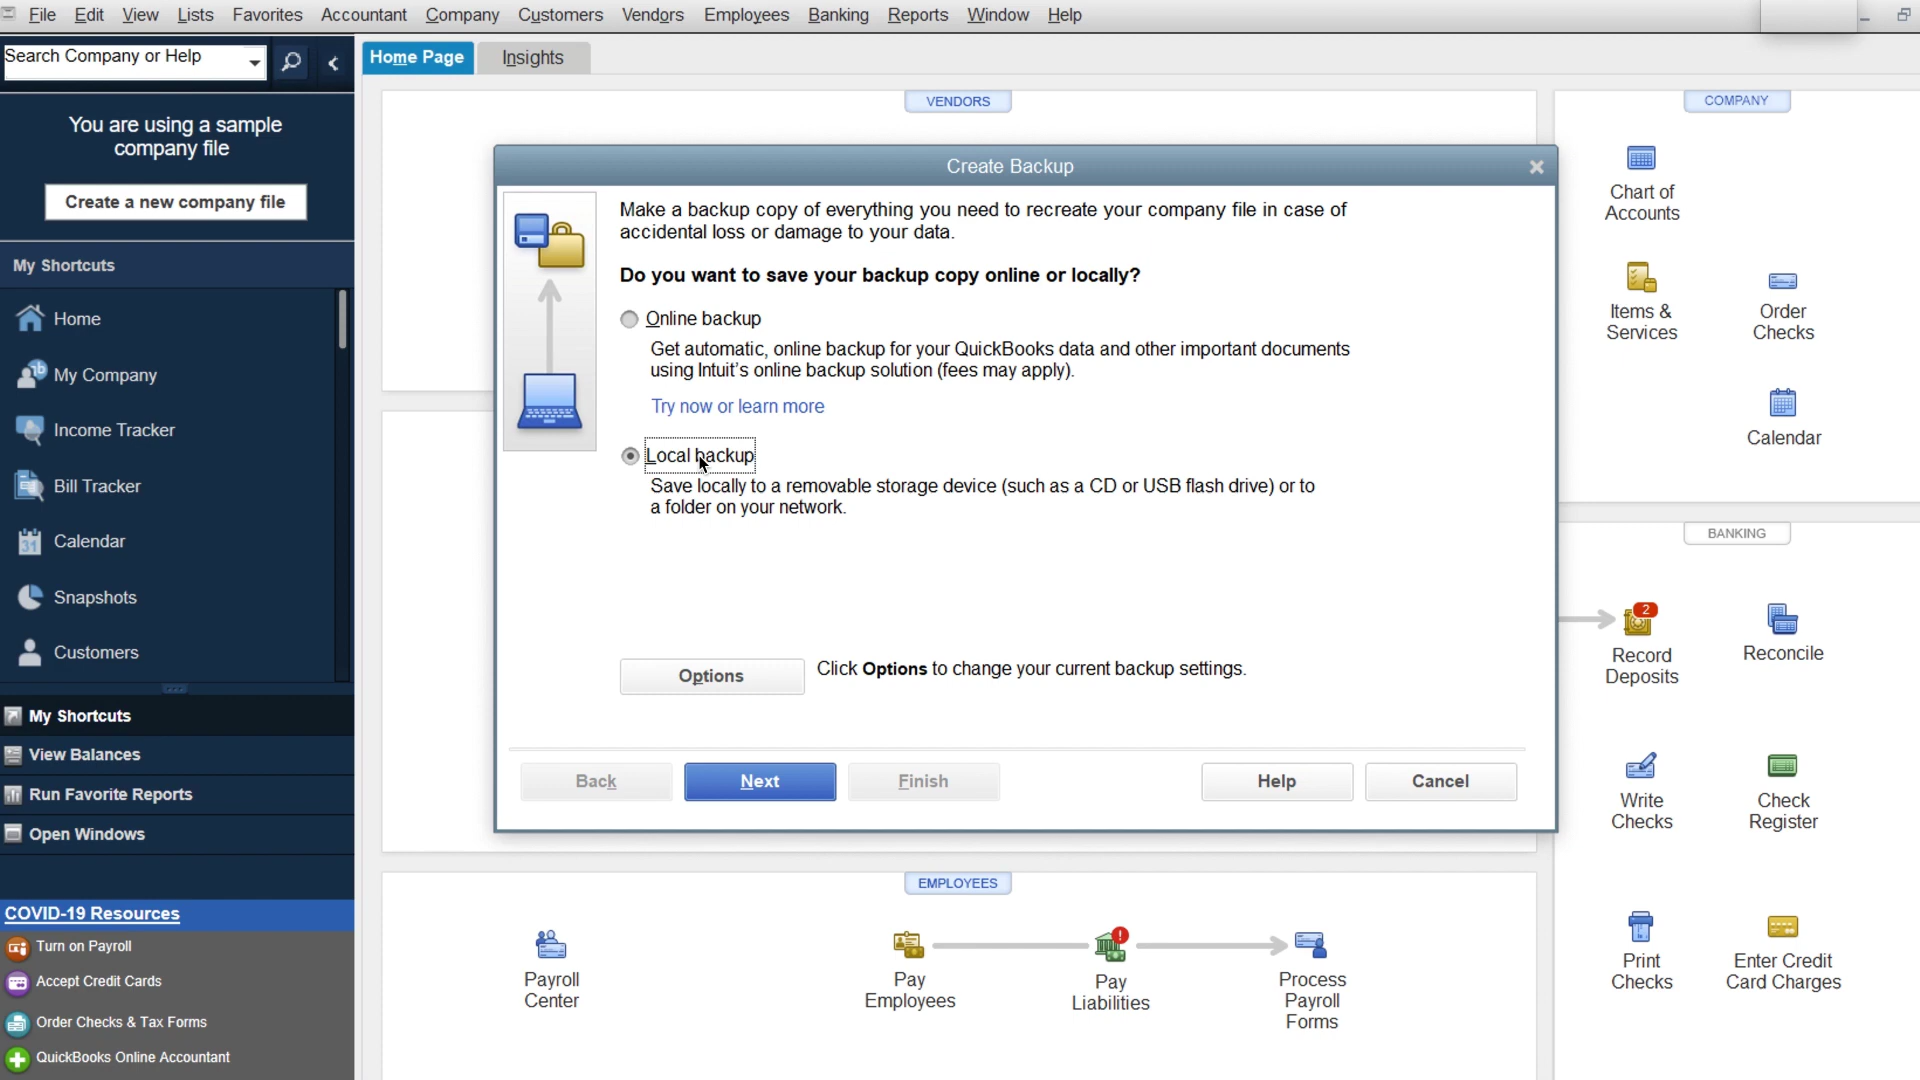 File Edit View Lists Favorites Accountant Company Customers Vendors Employees Banking Reports Window Help
Search Company or Help
Home Page
Insights
You are using a sample
company file
Create a new company file
My Shortcuts
Home
My Company
Income Tracker
Bill Tracker
31
Calendar
Snapshots
Customers
My Shortcuts
View Balances
Run Favorite Reports
Open Windows
COVID-19 Resources
Turn on Payroll
Accept Credit Cards
Order Checks & Tax Forms
QuickBooks Online Accountant
VENDORS
Create Backup
Make a backup copy of everything you need to recreate your company file in case of
accidental loss or damage to your data.
Do you want to save your backup copy online or locally?
Online backup
Get automatic, online backup for your QuickBooks data and other important documents
using Intuit's online backup solution (fees may apply).
Try now or learn more
Local backup
Save locally to a removable storage device (such as a CD or USB flash drive) or to
a folder on your network.
Options
Click Options to change your current backup settings.
Back
Next
Finish
Help
Cancel
EMPLOYEES
Payroll
Center
Pay
Employees
Pay
Liabilities
Process
Payroll
Forms
COMPANY
Chart of
Accounts
Items &
Services
Order
Checks
Calendar
BANKING
2
Record
Deposits
Reconcile
Write
Checks
Check
Register
Print
Checks
Enter Credit
Card Charges